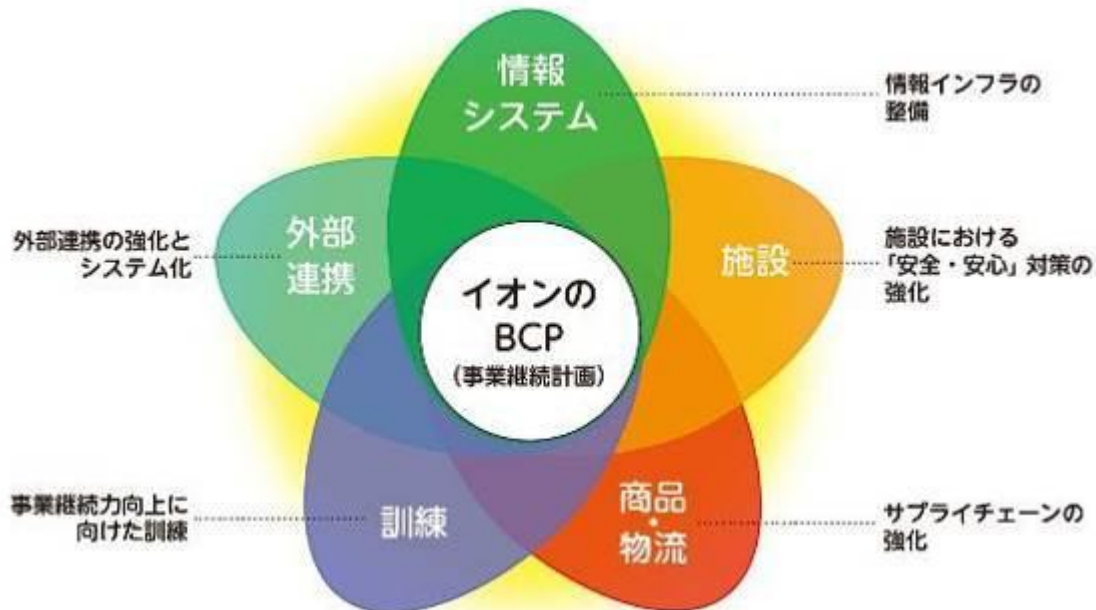 情報
システム
情報インフラの
整備
外部
連携
外部連携の強化と
システム化
施設
施設における
「安全・安心」対策の
強化
イオンの
BCP
（事業継続計画）
訓練
事業継続力向上に
向けた訓練
商品
・
物流
サプライチェーンの
強化